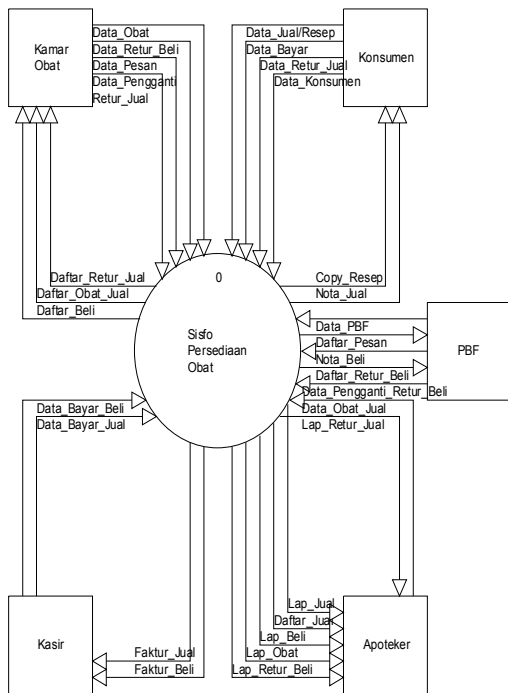 Kamar
Obat
Data_Obat
Data_Retur_Beli
Data_Pesan
Data_Pengganti
Retur_Jual
Data_Jual/Resep
Data_Bayar
Data_Retur_Jual
Data_Konsumen
Konsumen
Daftar_Retur_Jual
Daftar_Obat_Jual
Daftar_Beli
0
Sisfo
Persediaan
Obat
Copy_Resep
Nota_Jual
Data_PBF
Daftar_Pesan
Nota_Beli
Daftar_Retur_Beli
Data_Pengganti_Retur_Beli
PBF
Data_Obat_Jual
Lap_Retur_Jual
Data_Bayar_Beli
Data_Bayar_Jual
Kasir
Faktur_Jual
Faktur_Beli
Lap_Jual
Daftar_Jual
Lap_Beli
Lap_Obat
Lap_Retur_Beli
Apoteker